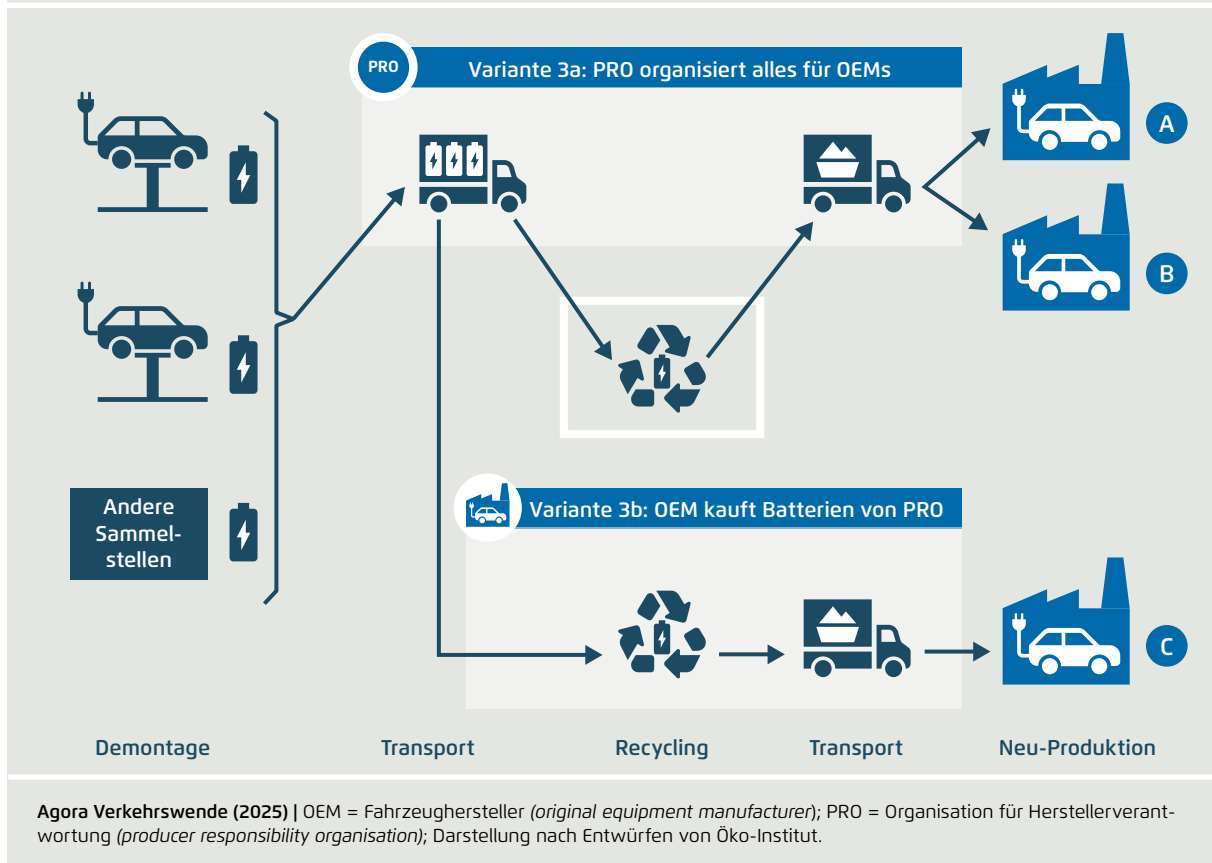 PRO
Variante 3a: PRO organisiert alles für OEMs
A
B
Andere
Sammel-
stellen
Variante 3b: OEM kauft Batterien von PRO
C
Demontage
Transport
Recycling
Transport
Neu-Produktion
Agora Verkehrswende (2025) | OEM = Fahrzeughersteller (original equipment manufacturer); PRO = Organisation für Herstellerverant-
wortung (producer responsibility organisation); Darstellung nach Entwürfen von Öko-Institut.